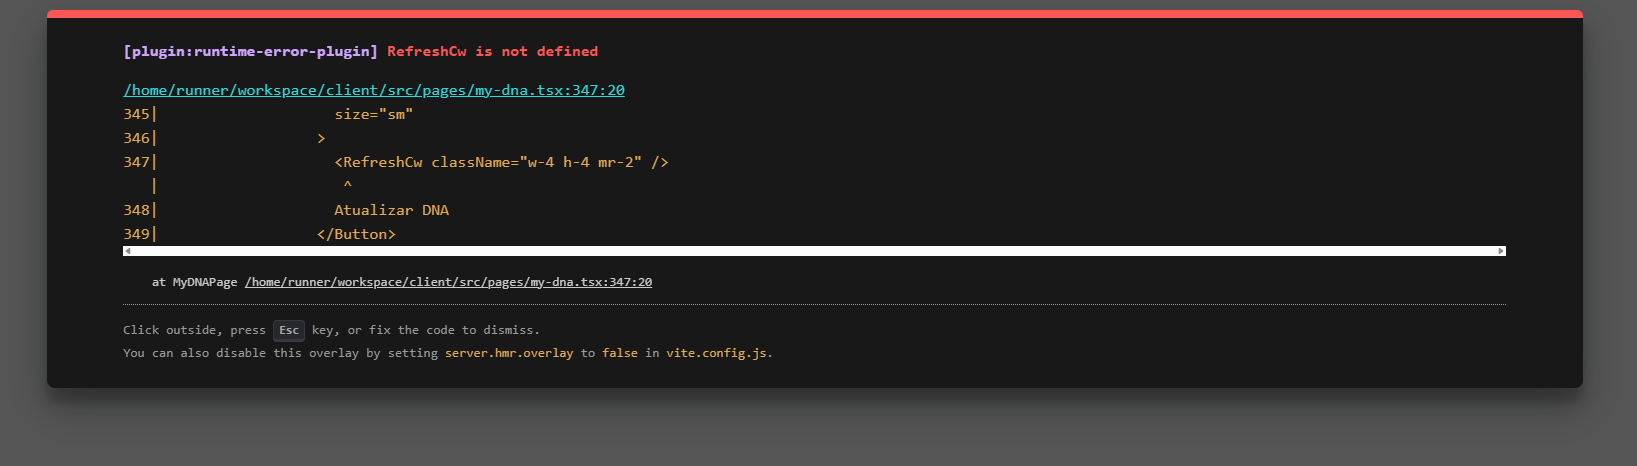 [plugin:runtime-error-plugin] RefreshCw is not defined
/home/runner/workspace/client/src/pages/my-dna.tsx:347:20
345|                    size="sm"
346|                  >
347|                    <RefreshCw className="w-4 h-4 mr-2" />
   |                     ^
348|                    Atualizar DNA
349|                  </Button>
at MyDNAPage /home/runner/workspace/client/src/pages/my-dna.tsx:347:20
Click outside, press Esc key, or fix the code to dismiss.
You can also disable this overlay by setting server.hmr.overlay to false in vite.config.js.